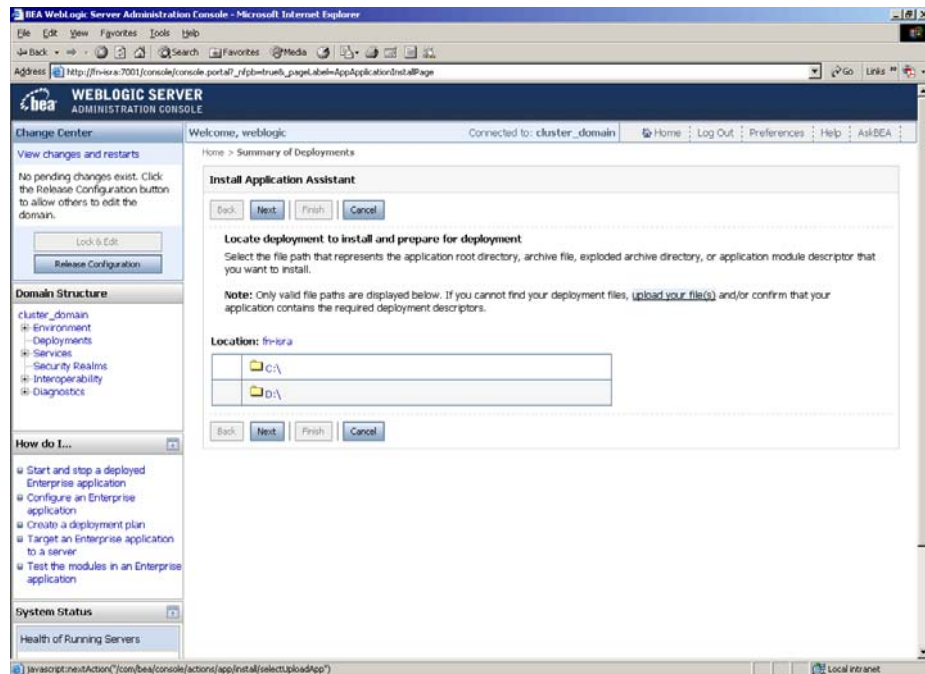 BEA WebLogic Server Administration Console - Microsoft Internet Explorer
File Edit View Favorites Tools Help
Back Search Favorites Media
Address http://fn-isra:7001/console/console.portal?_nfpb=true&_pageLabel=AppApplicationInstallPage Go Links »
bea WEBLOGIC SERVER
ADMINISTRATION CONSOLE
Change Center
View changes and restarts
No pending changes exist. Click
the Release Configuration button
to allow others to edit the
domain.
Lock & Edit
Release Configuration
Domain Structure
cluster_domain
Environment
Deployments
Services
Security Realms
Interoperability
Diagnostics
How do I...
Start and stop a deployed
Enterprise application
Configure an Enterprise
application
Create a deployment plan
Target an Enterprise application
to a server
Test the modules in an Enterprise
application
System Status
Health of Running Servers
Welcome, weblogic Connected to: cluster_domain Home Log Out Preferences Help AskBEA
Home > Summary of Deployments
Install Application Assistant
Back Next Finish Cancel
Locate deployment to install and prepare for deployment
Select the file path that represents the application root directory, archive file, exploded archive directory, or application module descriptor that
you want to install.
Note: Only valid file paths are displayed below. If you cannot find your deployment files, upload your file(s) and/or confirm that your
application contains the required deployment descriptors.
Location: fn-isra
C:\
D:\
Back Next Finish Cancel
javascript:nextAction("/com/bea/console/actions/app/install/selectUploadApp") Local intranet